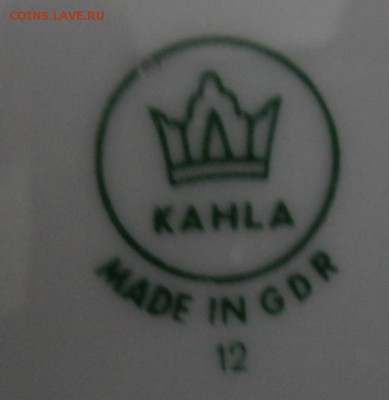 COINS.LAVE.RU
KAHLA
MADE IN GDR
12